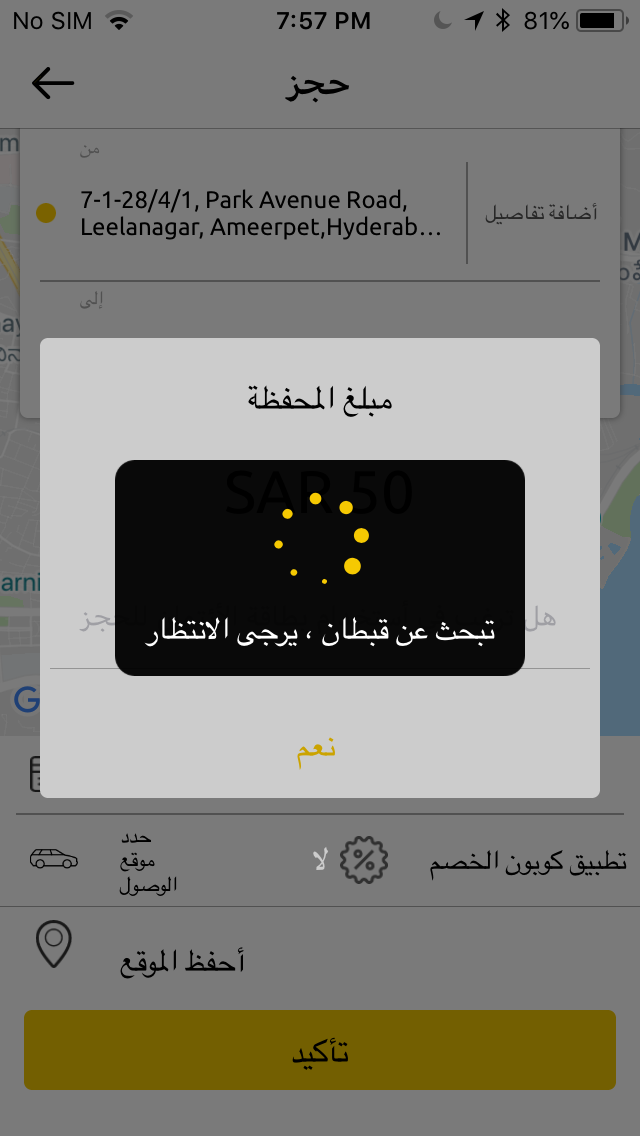 No SIM 7:57 PM 81%
حجز
من
7-1-28/4/1, Park Avenue Road,
Leelanagar, Ameerpet,Hyderab...
أضافة تفاصيل
إلى
مبلغ المحفظة
SAR 50
تبحث عن قبطان ، يرجى الانتظار
نعم
لا
حدد
موقع
الوصول
تطبيق كوبون الخصم
أحفظ الموقع
تأكيد